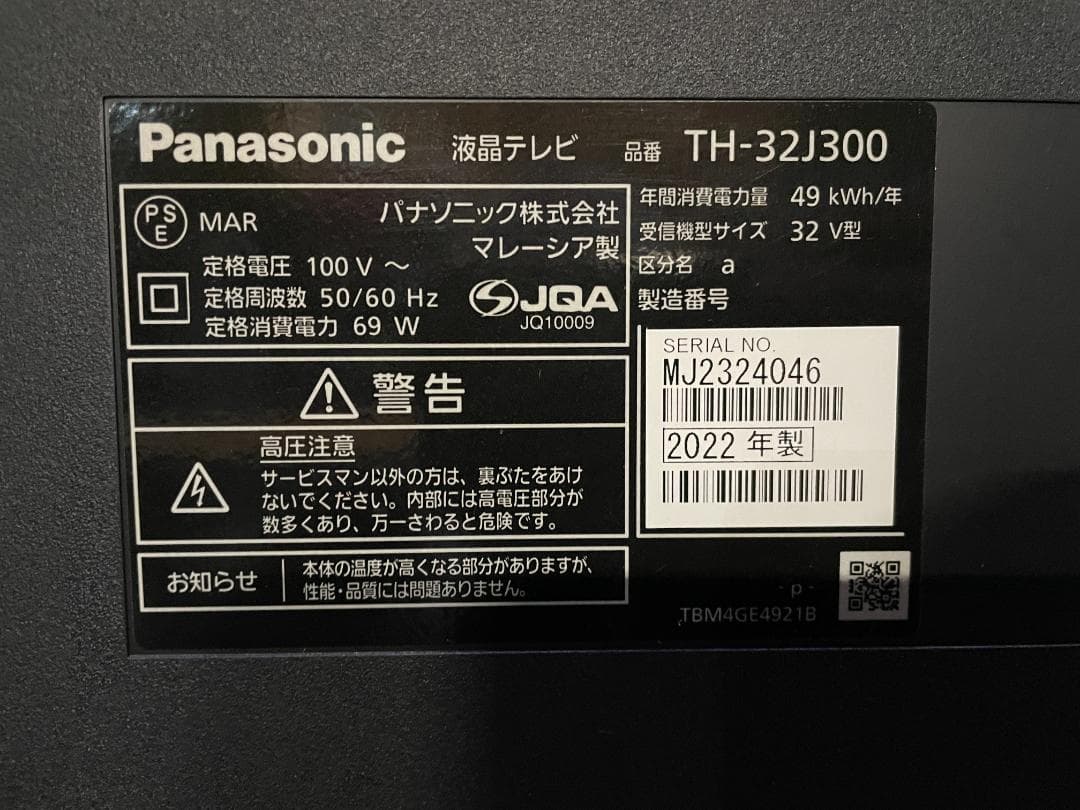 Panasonic 液晶テレビ 品番 TH-32J300
PSE MAR パナソニック株式会社
マレーシア製
定格電圧 100 V ～
定格周波数 50/60 Hz
定格消費電力 69 W
JQA
JQ10009
年間消費電力量 49 kWh/年
受信機型サイズ 32 V型
区分名 a
製造番号
SERIAL NO.
MJ2324046
2022 年製
警告
高圧注意
サービスマン以外の方は、裏ぶたをあけ
ないでください。内部には高電圧部分が
数多くあり、万一さわると危険です。
お知らせ
本体の温度が高くなる部分がありますが、
性能・品質には問題ありません。
- p -
TBM4GE4921B